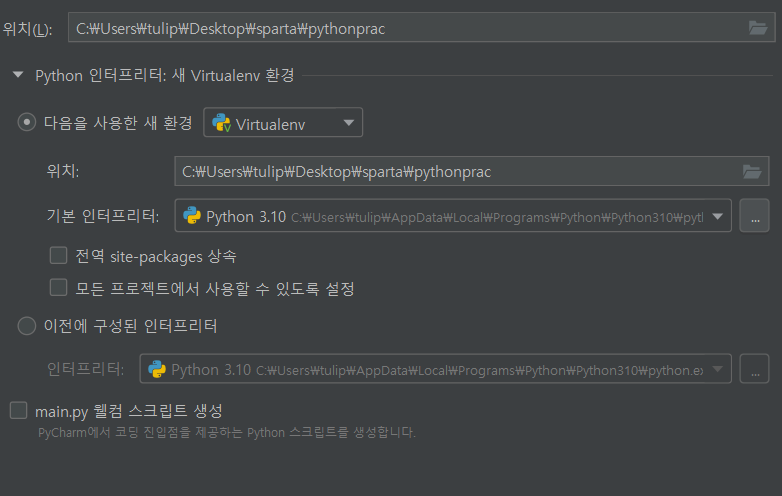 위치(L): C:₩Users₩tulip₩Desktop₩sparta₩pythonprac
Python 인터프리터: 새 Virtualenv 환경
다음을 사용한 새 환경 Virtualenv
위치: C:₩Users₩tulip₩Desktop₩sparta₩pythonprac
기본 인터프리터: Python 3.10 C:₩Users₩tulip₩AppData₩Local₩Programs₩Python₩Python310₩pyth ...
전역 site-packages 상속
모든 프로젝트에서 사용할 수 있도록 설정
이전에 구성된 인터프리터
인터프리터: Python 3.10 C:₩Users₩tulip₩AppData₩Local₩Programs₩Python₩Python310₩python.ex ...
main.py 웰컴 스크립트 생성
PyCharm에서 코딩 진입점을 제공하는 Python 스크립트를 생성합니다.